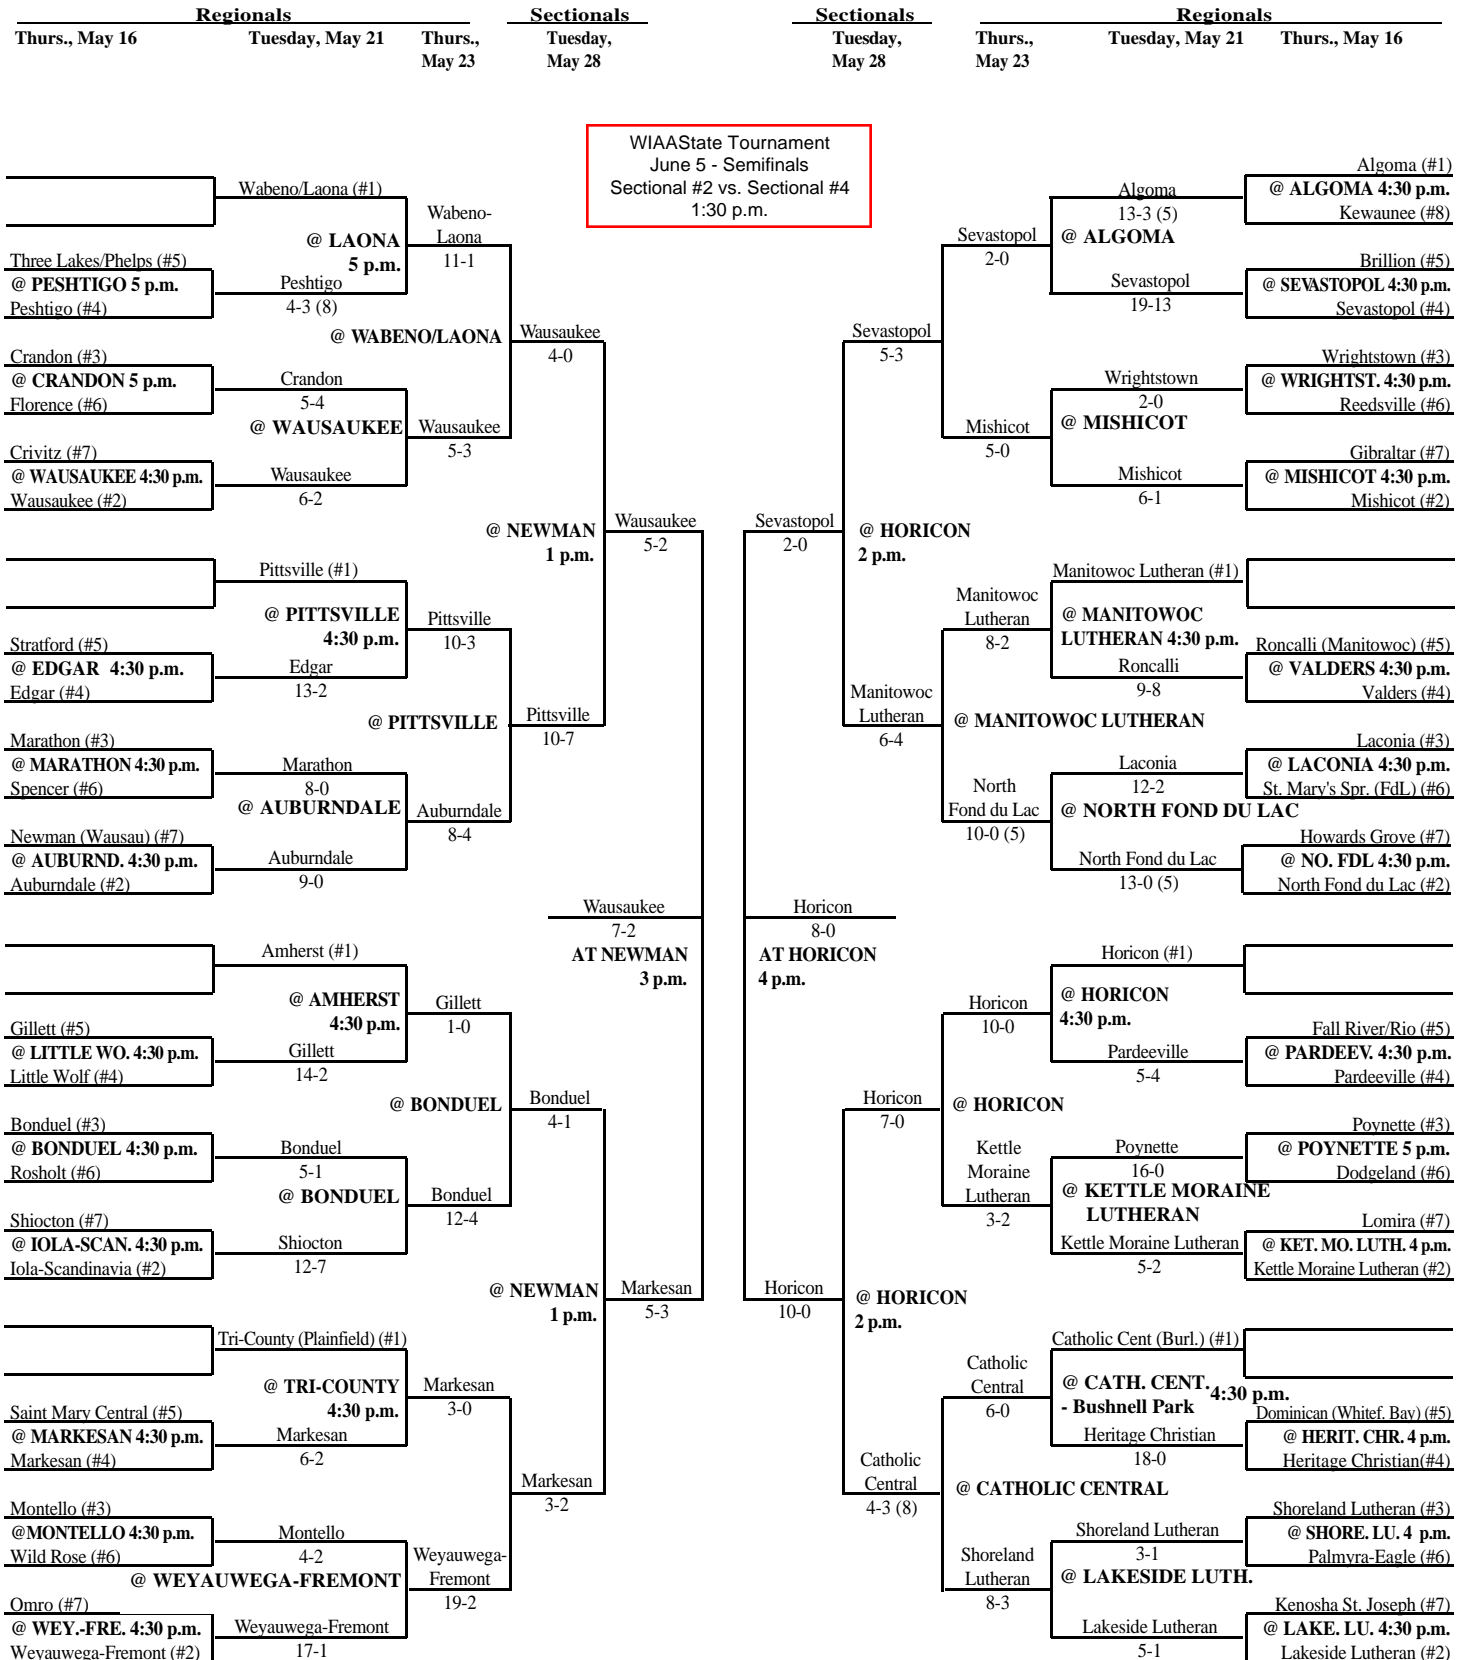 Regionals
Sectionals
Sectionals
Regionals
Thurs., May 16
Tuesday, May 21
Thurs.,
May 23
Tuesday,
May 28
Tuesday,
May 28
Thurs.,
May 23
Tuesday, May 21
Thurs., May 16
WIAAState Tournament
June 5 - Semifinals
Sectional #2 vs. Sectional #4
1:30 p.m.
Wabeno/Laona (#1)
@ LAONA
5 p.m.
Wabeno-
Laona
11-1
Three Lakes/Phelps (#5)
@ PESHTIGO 5 p.m.
Peshtigo (#4)
Peshtigo
4-3 (8)
@ WABENO/LAONA
Wausaukee
4-0
Crandon (#3)
@ CRANDON 5 p.m.
Florence (#6)
Crandon
5-4
@ WAUSAUKEE
Wausaukee
5-3
Crivitz (#7)
@ WAUSAUKEE 4:30 p.m.
Wausaukee (#2)
Wausaukee
6-2
@ NEWMAN
1 p.m.
Wausaukee
5-2
Pittsville (#1)
@ PITTSVILLE
4:30 p.m.
Pittsville
10-3
Stratford (#5)
@ EDGAR 4:30 p.m.
Edgar (#4)
Edgar
13-2
@ PITTSVILLE
Pittsville
10-7
Marathon (#3)
@ MARATHON 4:30 p.m.
Spencer (#6)
Marathon
8-0
@ AUBURNDALE
Auburndale
8-4
Newman (Wausau) (#7)
@ AUBURND. 4:30 p.m.
Auburndale (#2)
Auburndale
9-0
Wausaukee
7-2
AT NEWMAN
3 p.m.
Amherst (#1)
@ AMHERST
4:30 p.m.
Gillett
1-0
Gillett (#5)
@ LITTLE WO. 4:30 p.m.
Little Wolf (#4)
Gillett
14-2
@ BONDUEL
Bonduel
4-1
Bonduel (#3)
@ BONDUEL 4:30 p.m.
Rosholt (#6)
Bonduel
5-1
@ BONDUEL
Bonduel
12-4
Shiocton (#7)
@ IOLA-SCAN. 4:30 p.m.
Iola-Scandinavia (#2)
Shiocton
12-7
@ NEWMAN
1 p.m.
Markesan
5-3
Tri-County (Plainfield) (#1)
@ TRI-COUNTY
4:30 p.m.
Markesan
3-0
Saint Mary Central (#5)
@ MARKESAN 4:30 p.m.
Markesan (#4)
Markesan
6-2
Markesan
3-2
Montello (#3)
@MONTELLO 4:30 p.m.
Wild Rose (#6)
Montello
4-2
@ WEYAUWEGA-FREMONT
Weyauwega-
Fremont
19-2
Omro (#7)
@ WEY.-FRE. 4:30 p.m.
Weyauwega-Fremont (#2)
Weyauwega-Fremont
17-1
Algoma (#1)
@ ALGOMA 4:30 p.m.
Kewaunee (#8)
Algoma
13-3 (5)
@ ALGOMA
Sevastopol
2-0
Brillion (#5)
@ SEVASTOPOL 4:30 p.m.
Sevastopol (#4)
Sevastopol
19-13
Sevastopol
5-3
Wrightstown (#3)
@ WRIGHTST. 4:30 p.m.
Reedsville (#6)
Wrightstown
2-0
@ MISHICOT
Mishicot
5-0
Gibraltar (#7)
@ MISHICOT 4:30 p.m.
Mishicot (#2)
Mishicot
6-1
Sevastopol
2-0
@ HORICON
2 p.m.
Manitowoc Lutheran (#1)
@ MANITOWOC
LUTHERAN 4:30 p.m.
Manitowoc
Lutheran
8-2
Roncalli (Manitowoc) (#5)
@ VALDERS 4:30 p.m.
Valders (#4)
Roncalli
9-8
Manitowoc
Lutheran
6-4
@ MANITOWOC LUTHERAN
Laconia (#3)
@ LACONIA 4:30 p.m.
St. Mary's Spr. (FdL) (#6)
Laconia
12-2
@ NORTH FOND DU LAC
North
Fond du Lac
10-0 (5)
Howards Grove (#7)
@ NO. FDL 4:30 p.m.
North Fond du Lac (#2)
North Fond du Lac
13-0 (5)
Horicon
8-0
AT HORICON
4 p.m.
Horicon (#1)
@ HORICON
4:30 p.m.
Horicon
10-0
Fall River/Rio (#5)
@ PARDEEV. 4:30 p.m.
Pardeeville (#4)
Pardeeville
5-4
Horicon
7-0
@ HORICON
Poynette (#3)
@ POYNETTE 5 p.m.
Dodgeland (#6)
Poynette
16-0
@ KETTLE MORAINE
LUTHERAN
Kettle
Moraine
Lutheran
3-2
Lomira (#7)
@ KET. MO. LUTH. 4 p.m.
Kettle Moraine Lutheran (#2)
Kettle Moraine Lutheran
5-2
Horicon
10-0
@ HORICON
2 p.m.
Catholic Cent (Burl.) (#1)
@ CATH. CENT. 4:30 p.m.
- Bushnell Park
Catholic
Central
6-0
Dominican (Whitef. Bay) (#5)
@ HERIT. CHR. 4 p.m.
Heritage Christian(#4)
Heritage Christian
18-0
Catholic
Central
4-3 (8)
@ CATHOLIC CENTRAL
Shoreland Lutheran (#3)
@ SHORE. LU. 4 p.m.
Palmyra-Eagle (#6)
Shoreland Lutheran
3-1
@ LAKESIDE LUTH.
Shoreland
Lutheran
8-3
Kenosha St. Joseph (#7)
@ LAKE. LU. 4:30 p.m.
Lakeside Lutheran (#2)
Lakeside Lutheran
5-1